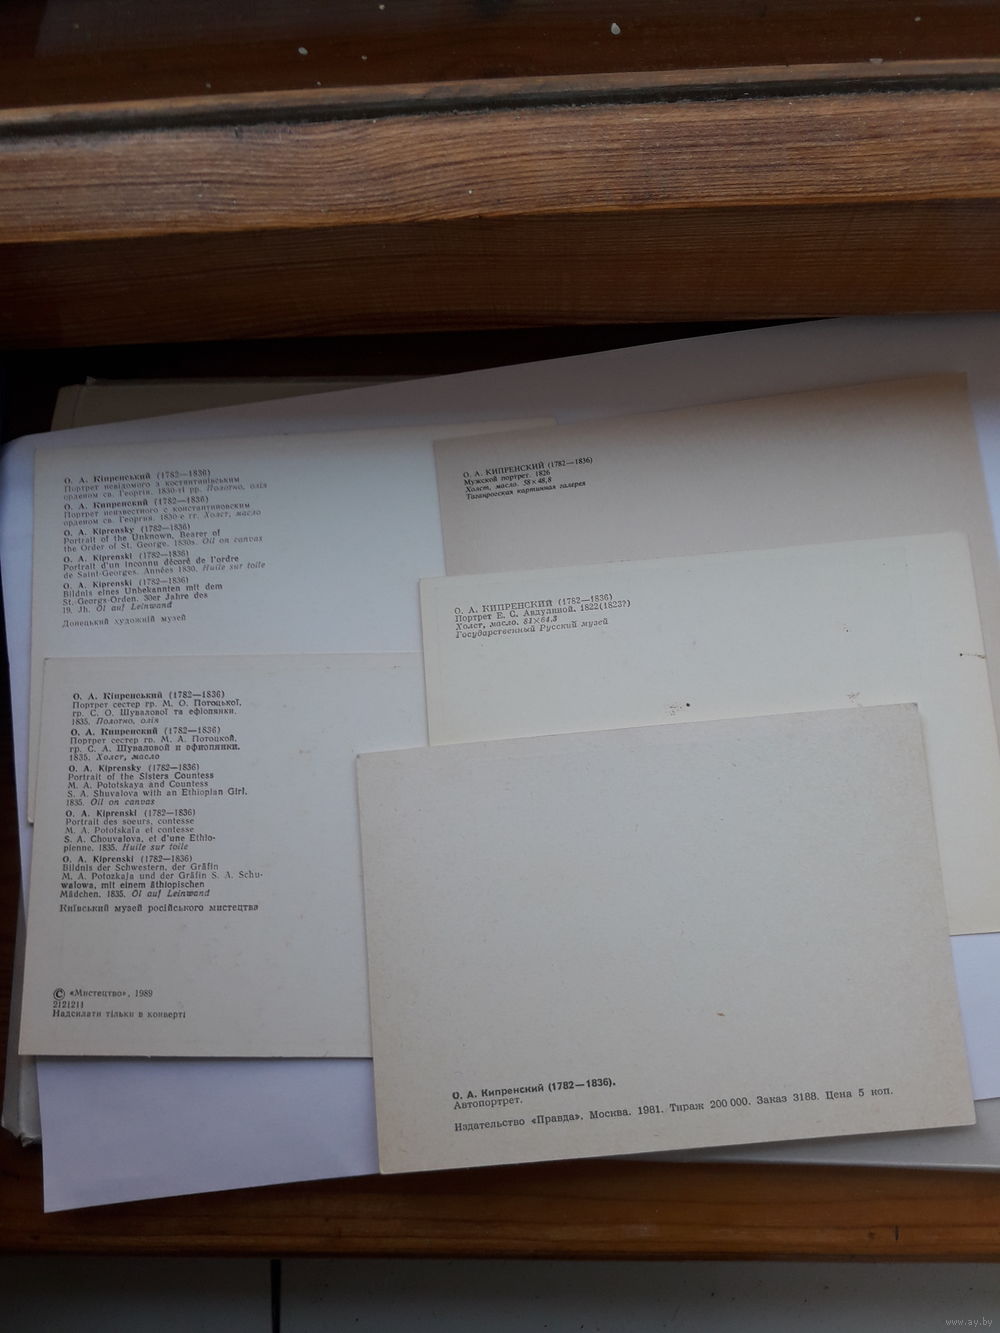 О. А. Кіпренський (1782—1836)
Портрет невідомого з костянтинівським
орденом св. Георгія. 1830-ті рр. Полотно, олія
О. А. Кипренский (1782—1836)
Портрет неизвестного с константиновским
орденом св. Георгия. 1830-е гг. Холст, масло
O. A. Kiprensky (1782—1836)
Portrait of the Unknown, Bearer of
the Order of St. George. 1830s. Oil on canvas
O. A. Kiprenski (1782—1836)
Portrait d'un inconnu décoré de l'ordre
de Saint-Georges. Années 1830. Huile sur toile
O. A. Kiprenski (1782—1836)
Bildnis eines Unbekannten mit dem
St.-Georgs-Orden. 30er Jahre des
19. Jh. Öl auf Leinwand
Донецький художній музей
О. А. КИПРЕНСКИЙ (1782—1836)
Мужской портрет. 1826
Холст, масло. 58×48,8
Таганрогская картинная галерея
О. А. КИПРЕНСКИЙ (1782—1836)
Портрет Е. С. Авдулиной. 1822(1823?)
Холст, масло. 81×64,3
Государственный Русский музей
О. А. Кіпренський (1782—1836)
Портрет сестер гр. М. О. Потоцької,
гр. С. О. Шувалової та ефіопянки.
1835. Полотно, олія
О. А. Кипренский (1782—1836)
Портрет сестер гр. М. А. Потоцкой,
гр. С. А. Шуваловой и эфиопянки.
1835. Холст, масло
O. A. Kiprensky (1782—1836)
Portrait of the Sisters Countess
M. A. Pototskaya and Countess
S. A. Shuvalova with an Ethiopian Girl.
1835. Oil on canvas
O. A. Kiprenski (1782—1836)
Portrait des soeurs, contesse
M. A. Pototskaïa et contesse
S. A. Chouvalova, et d'une Ethio-
pienne. 1835. Huile sur toile
O. A. Kiprenski (1782—1836)
Bildnis der Schwestern, der Gräfin
M. A. Potozkaja und der Gräfin S. A. Schu-
walowa, mit einem äthiopischen
Mädchen. 1835. Öl auf Leinwand
Київський музей російського мистецтва
© «Мистецтво», 1989
2121211
Надсилати тільки в конверті
О. А. Кипренский (1782—1836).
Автопортрет.
Издательство «Правда». Москва. 1981. Тираж 200 000. Заказ 3188. Цена 5 коп.
www.ay.by